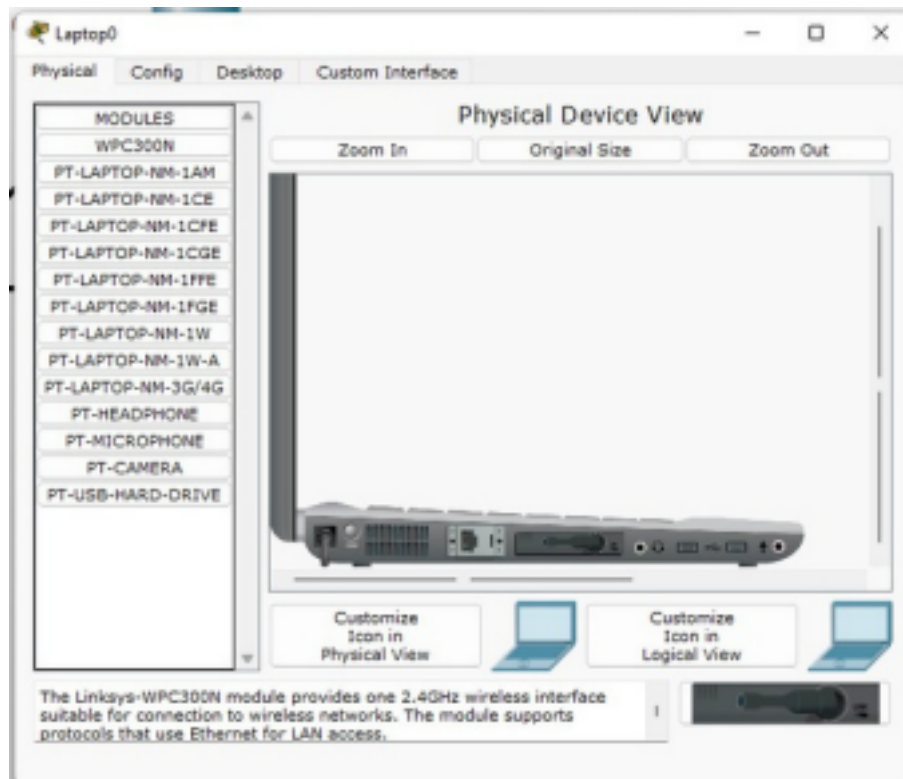 Laptop0
Physical Config Desktop Custom Interface
MODULES
WPC300N
PT-LAPTOP-NM-1AM
PT-LAPTOP-NM-1CE
PT-LAPTOP-NM-1CFE
PT-LAPTOP-NM-1CGE
PT-LAPTOP-NM-1FFE
PT-LAPTOP-NM-1FGE
PT-LAPTOP-NM-1W
PT-LAPTOP-NM-1W-A
PT-LAPTOP-NM-3G/4G
PT-HEADPHONE
PT-MICROPHONE
PT-CAMERA
PT-USB-HARD-DRIVE
Physical Device View
Zoom In Original Size Zoom Out
Customize
Icon in
Physical View
Customize
Icon in
Logical View
The Linksys-WPC300N module provides one 2.4GHz wireless interface
suitable for connection to wireless networks. The module supports
protocols that use Ethernet for LAN access.